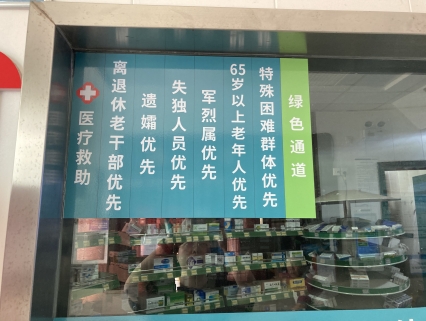 绿色通道
特殊困难群体优先
65岁以上老年人优先
军烈属优先
失独人员优先
遗孀优先
离退休老干部优先
医疗救助